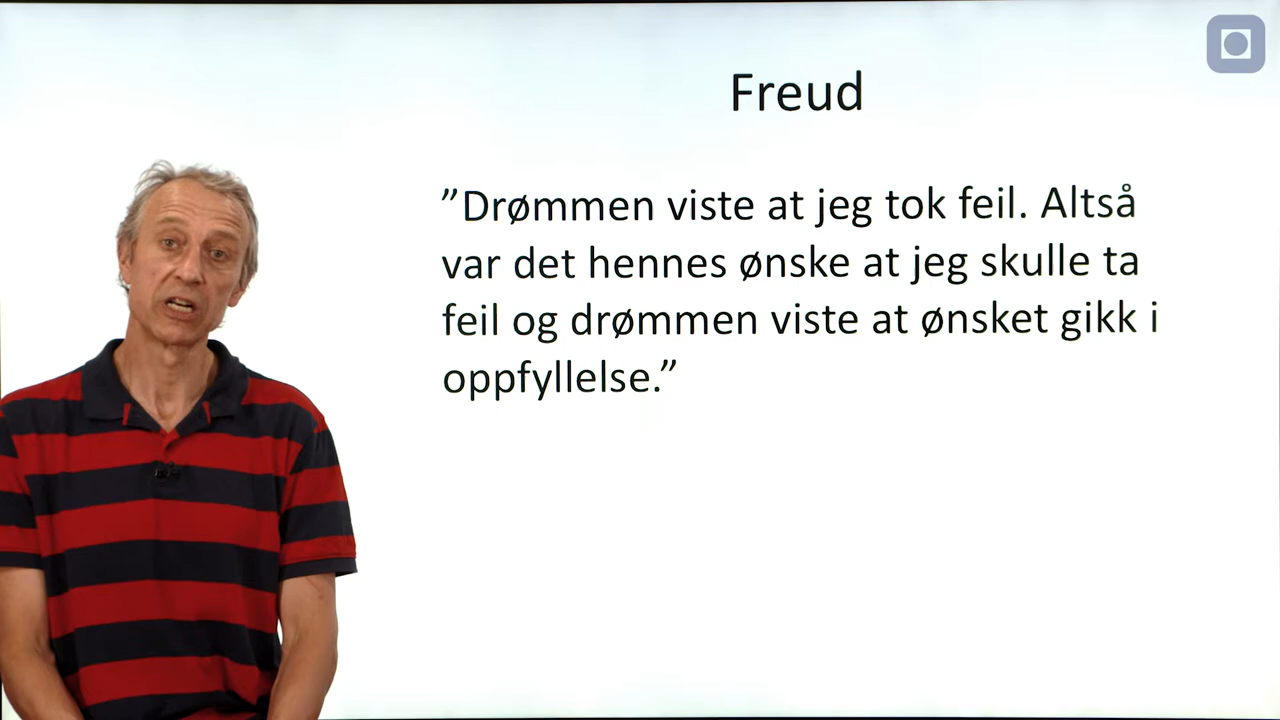 Freud
”Drømmen viste at jeg tok feil. Altså
var det hennes ønske at jeg skulle ta
feil og drømmen viste at ønsket gikk i
oppfyllelse.”